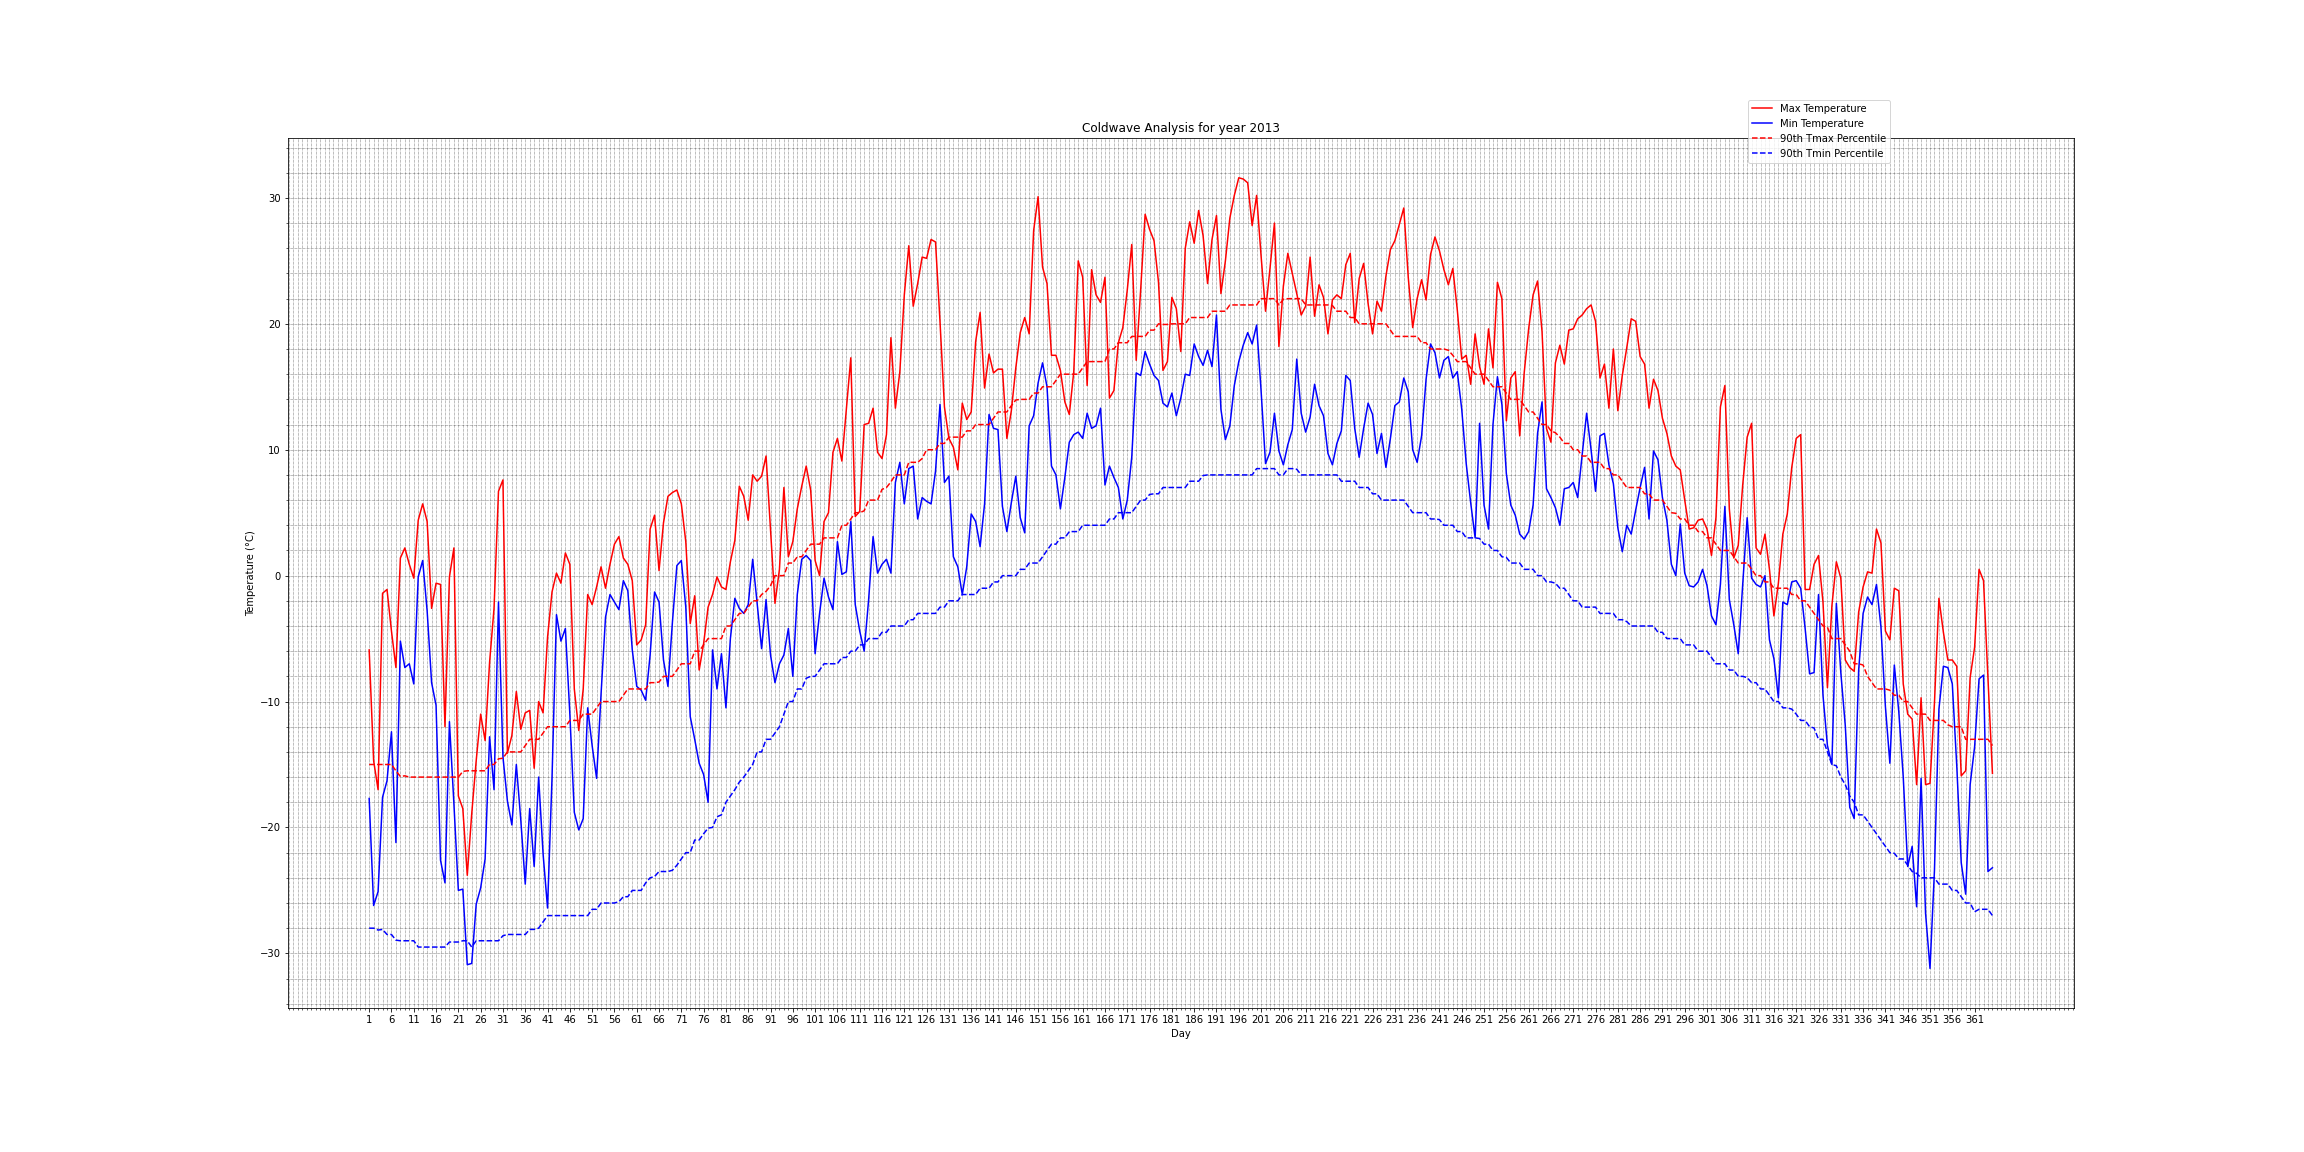 Coldwave Analysis for year 2013
Max Temperature
Min Temperature
90th Tmax Percentile
90th Tmin Percentile
Temperature (°C)
30
20
10
0
−10
−20
−30
1 6 11 16 21 26 31 36 41 46 51 56 61 66 71 76 81 86 91 96 101 106 111 116 121 126 131 136 141 146 151 156 161 166 171 176 181 186 191 196 201 206 211 216 221 226 231 236 241 246 251 256 261 266 271 276 281 286 291 296 301 306 311 316 321 326 331 336 341 346 351 356 361
Day